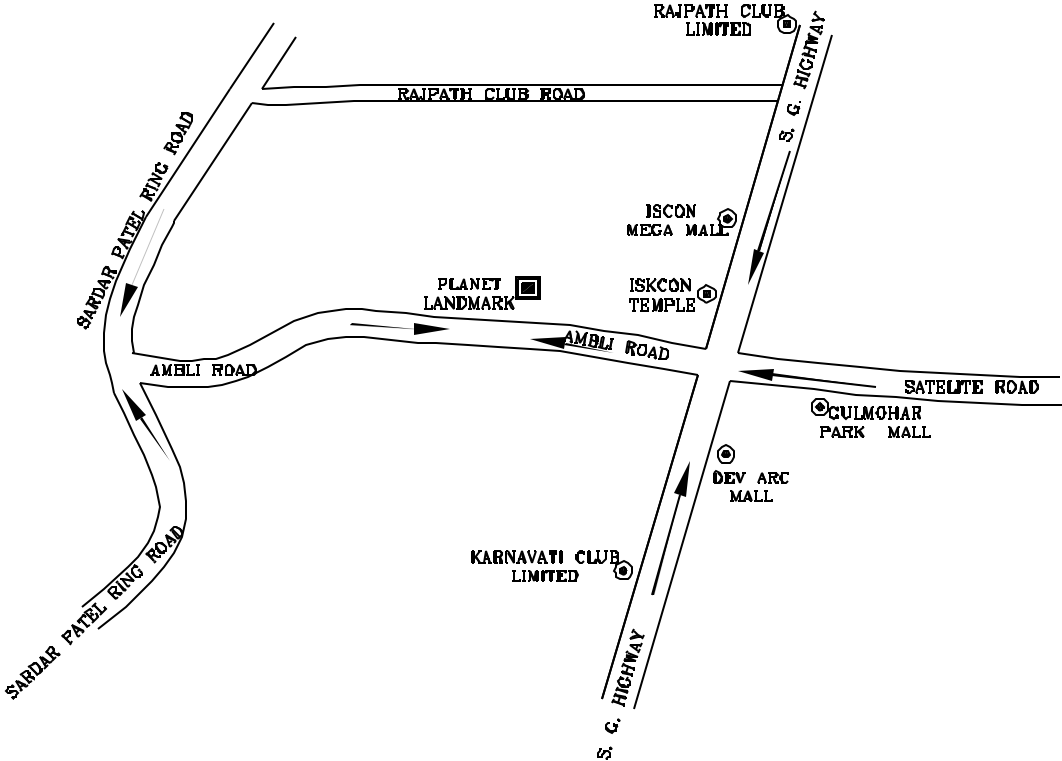 RAJPATH CLUB
LIMITED
S. G. HIGHWAY
RAJPATH CLUB ROAD
SARDAR PATEL RING ROAD
ISCON
MEGA MALL
PLANET
LANDMARK
ISKCON
TEMPLE
AMBLI ROAD
AMBLI ROAD
SATELITE ROAD
GULMOHAR
PARK MALL
DEV ARC
MALL
KARNAVATI CLUB
LIMITED
SARDAR PATEL RING ROAD
S. G. HIGHWAY